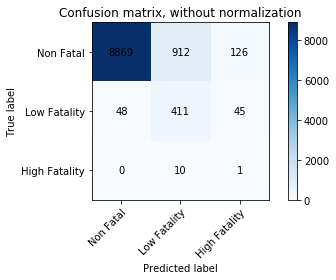 Confusion matrix, without normalization
Non Fatal 8869 912 126
Low Fatality 48 411 45
High Fatality 0 10 1
True label
Non Fatal Low Fatality High Fatality
Predicted label
8000
6000
4000
2000
0